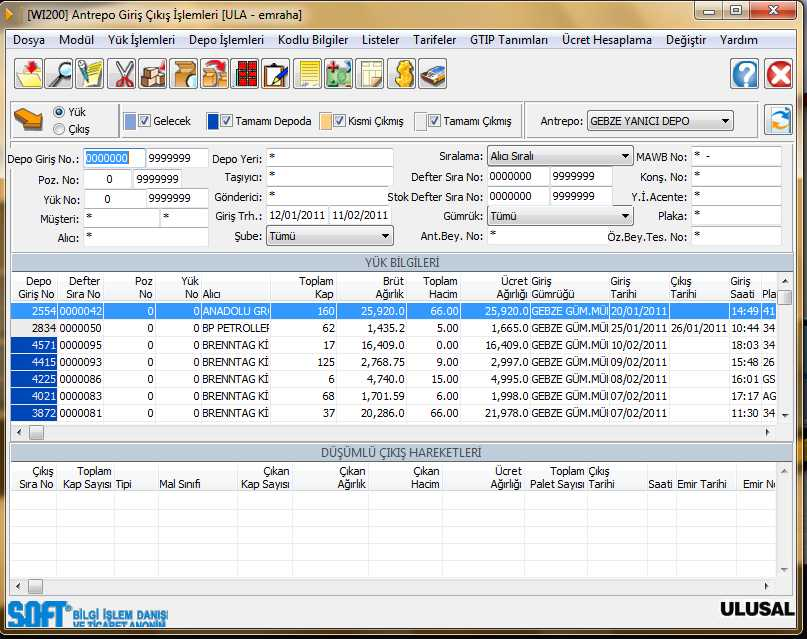 [WI200] Antrepo Giriş Çıkış İşlemleri [ULA - emraha]
Dosya Modül Yük İşlemleri Depo İşlemleri Kodlu Bilgiler Listeler Tarifeler GTIP Tanımları Ücret Hesaplama Değiştir Yardım
Yük
Çıkış
Gelecek Tamamı Depoda Kısmi Çıkmış Tamamı Çıkmış Antrepo: GEBZE YANICI DEPO
Depo Giriş No.: 0000000 9999999 Depo Yeri: * Sıralama: Alıcı Sıralı MAWB No: * -
Poz. No: 0 9999999 Taşıyıcı: * Defter Sıra No: 0000000 9999999 Konş. No: *
Yük No: 0 9999999 Gönderici: * Stok Defter Sıra No: 0000000 9999999 Y.İ.Acente: *
Müşteri: * * Giriş Trh.: 12/01/2011 11/02/2011 Gümrük: Tümü Plaka: *
Alıcı: * Şube: Tümü Ant.Bey. No: * Öz.Bey.Tes. No: *
YÜK BİLGİLERİ
Depo Defter Poz Yük Toplam Brüt Toplam Ücret Giriş Giriş Çıkış Giriş
Giriş No Sıra No No No Alıcı Kap Ağırlık Hacim Ağırlığı Gümrüğü Tarihi Tarihi Saati Pla
2554 0000042 0 0 ANADOLU GRI 160 25,920.0 66.00 25,920.0 GEBZE GÜM.MÜI 20/01/2011 14:49 41
2834 0000050 0 0 BP PETROLLER 62 1,435.2 5.00 1,665.0 GEBZE GÜM.MÜI 25/01/2011 26/01/2011 10:44 34
4571 0000095 0 0 BRENNTAG Kİ 17 16,409.0 0.00 16,409.0 GEBZE GÜM.MÜI 10/02/2011 18:03 34
4415 0000093 0 0 BRENNTAG Kİ 125 2,768.75 9.00 2,997.0 GEBZE GÜM.MÜI 09/02/2011 15:48 26
4225 0000086 0 0 BRENNTAG Kİ 6 4,740.0 15.00 4,995.0 GEBZE GÜM.MÜI 08/02/2011 16:01 GS
4021 0000083 0 0 BRENNTAG Kİ 68 1,701.59 6.00 1,998.0 GEBZE GÜM.MÜI 07/02/2011 17:17 AG
3872 0000081 0 0 BRENNTAG Kİ 37 20,286.0 66.00 21,978.0 GEBZE GÜM.MÜI 07/02/2011 11:30 34
DÜŞÜMLÜ ÇIKIŞ HAREKETLERİ
Çıkış Toplam Çıkan Çıkan Çıkan Ücret Toplam Çıkış
Sıra No Kap Sayısı Tipi Mal Sınıfı Kap Sayısı Ağırlık Hacim Ağırlığı Palet Sayısı Tarihi Saati Emir Tarihi Emir No
SOFT BİLGİ İŞLEM DANIŞ
VE TİCARET ANONİM
ULUSAL